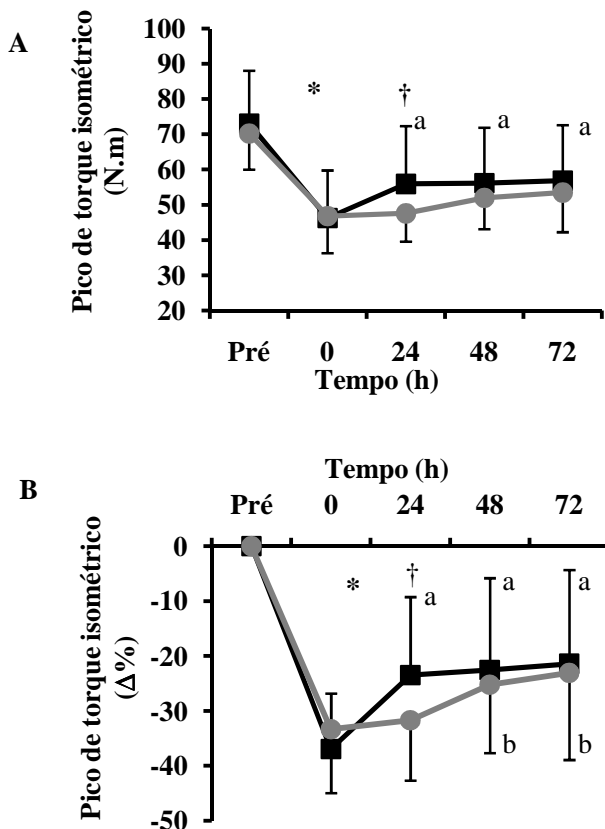 A
Pico de torque isométrico
(N.m)
100
90
80
70
60
50
40
30
20
*
†
a
a
a
Pré
0
24
48
72
Tempo (h)
B
Tempo (h)
Pré
0
24
48
72
Pico de torque isométrico
(Δ%)
0
-10
-20
-30
-40
-50
*
†
a
a
a
b
b